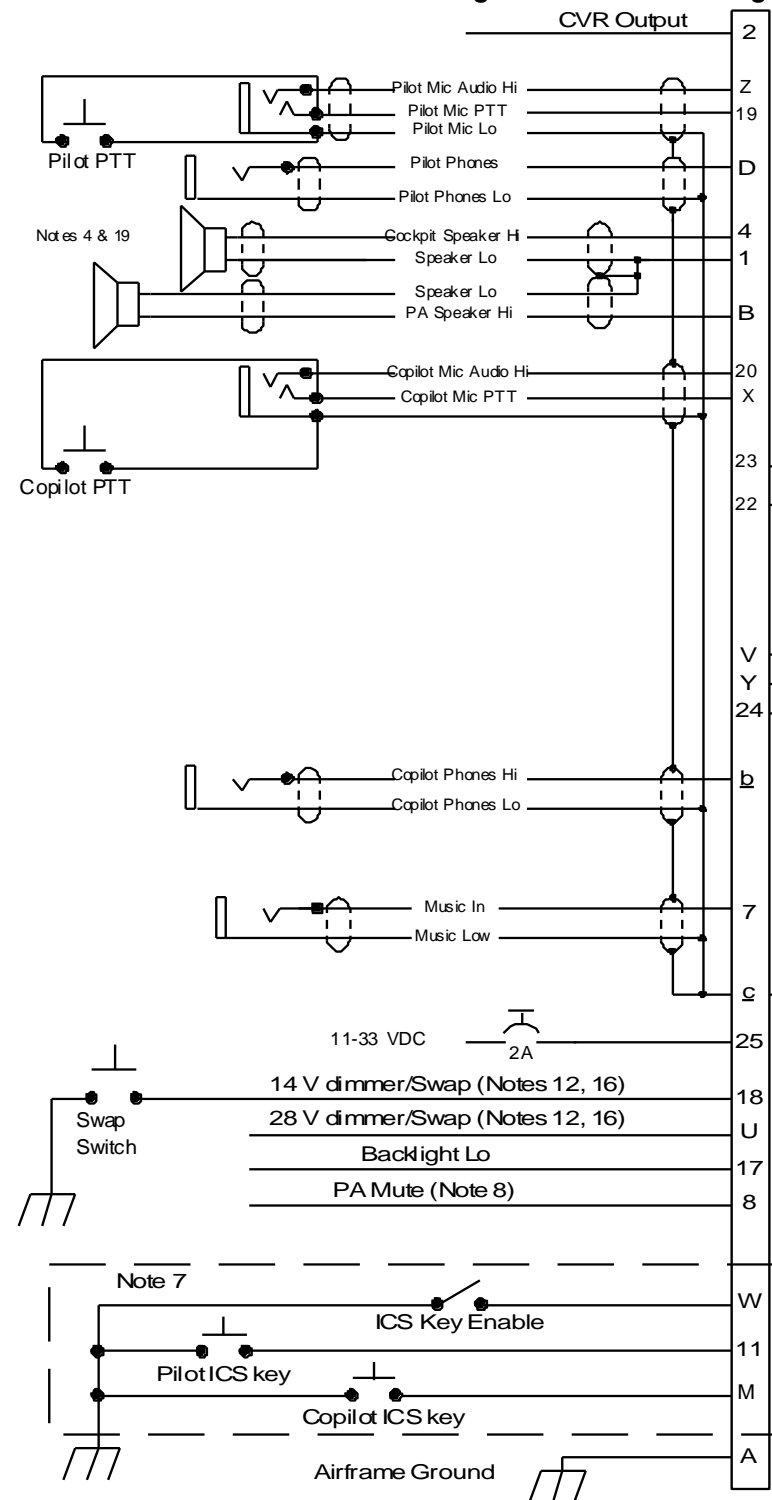 CVR Output 2
Pilot Mic Audio Hi Z
Pilot Mic PTT 19
Pilot Mic Lo
Pilot PTT
Pilot Phones D
Pilot Phones Lo
Notes 4 & 19
Cockpit Speaker Hi 4
Speaker Lo 1
Speaker Lo
PA Speaker Hi B
Copilot Mic Audio Hi 20
Copilot Mic PTT X
Copilot PTT
23
22
V
Y
24
Copilot Phones Hi b
Copilot Phones Lo
Music In 7
Music Low
c
11-33 VDC 2A 25
14 V dimmer/Swap (Notes 12, 16) 18
Swap
Switch
28 V dimmer/Swap (Notes 12, 16) U
Backlight Lo 17
PA Mute (Note 8) 8
Note 7
ICS Key Enable W
Pilot ICS key 11
Copilot ICS key M
Airframe Ground A